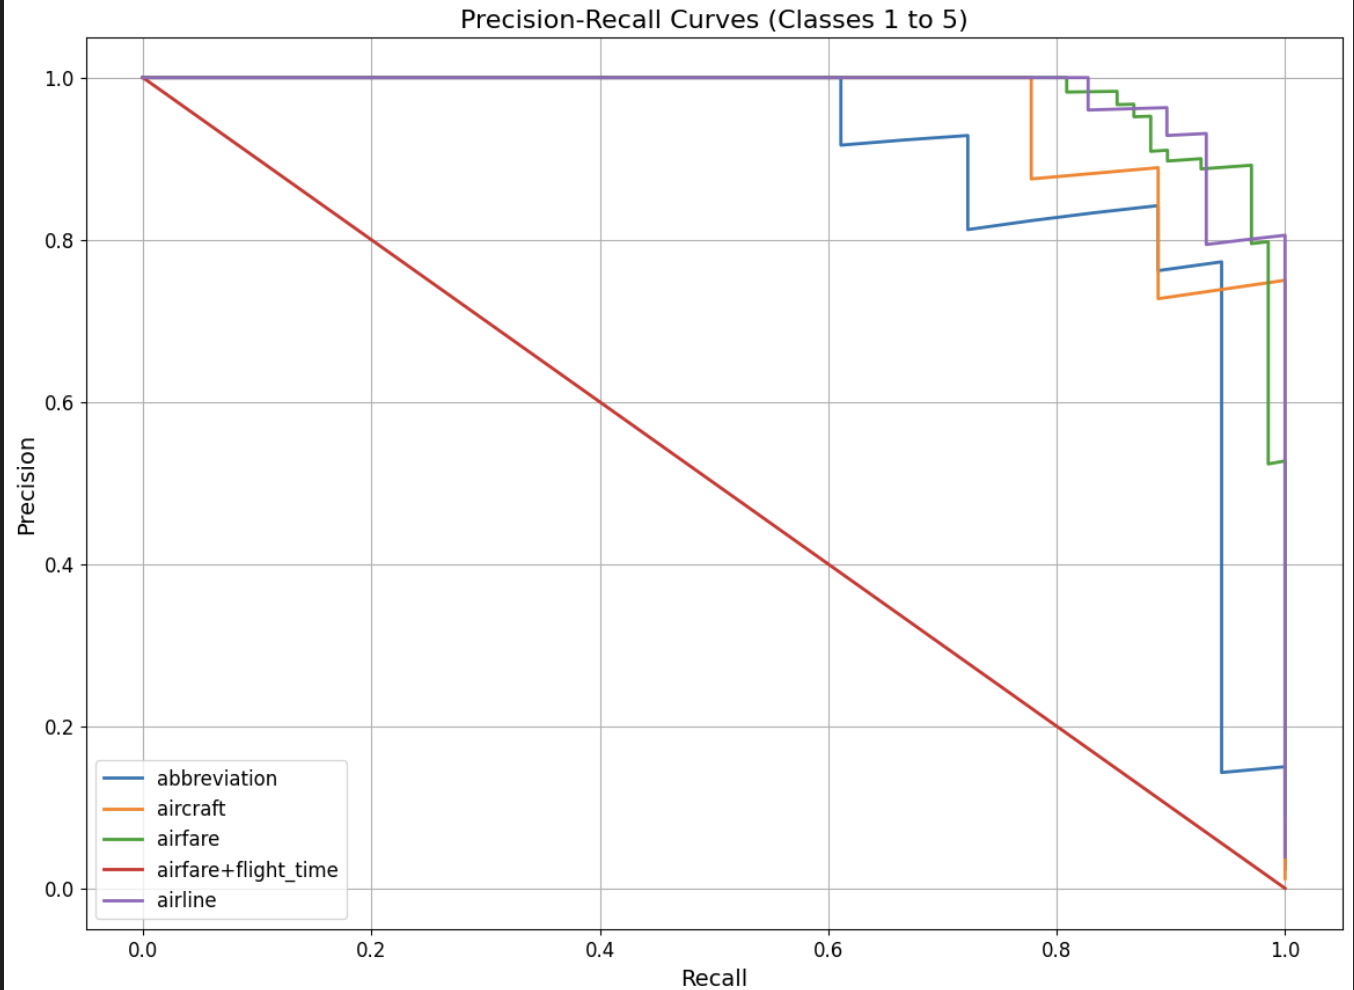 Precision-Recall Curves (Classes 1 to 5)
Precision
1.0
0.8
0.6
0.4
0.2
0.0
abbreviation
aircraft
airfare
airfare+flight_time
airline
0.0 0.2 0.4 0.6 0.8 1.0
Recall